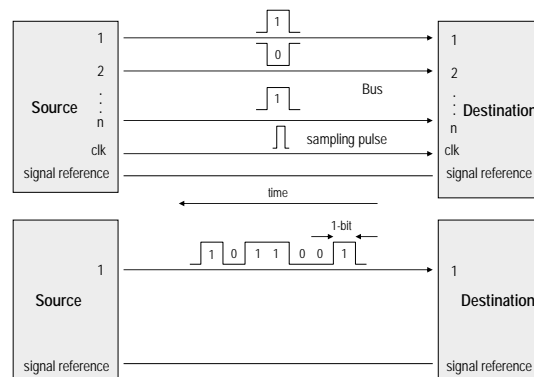 1 1 1
0
2 2
Bus
Source Destination
1
n n
sampling pulse
clk clk
signal reference signal reference
time
1-bit
1 0 1 1 0 0 1
1 1
Source Destination
signal reference signal reference